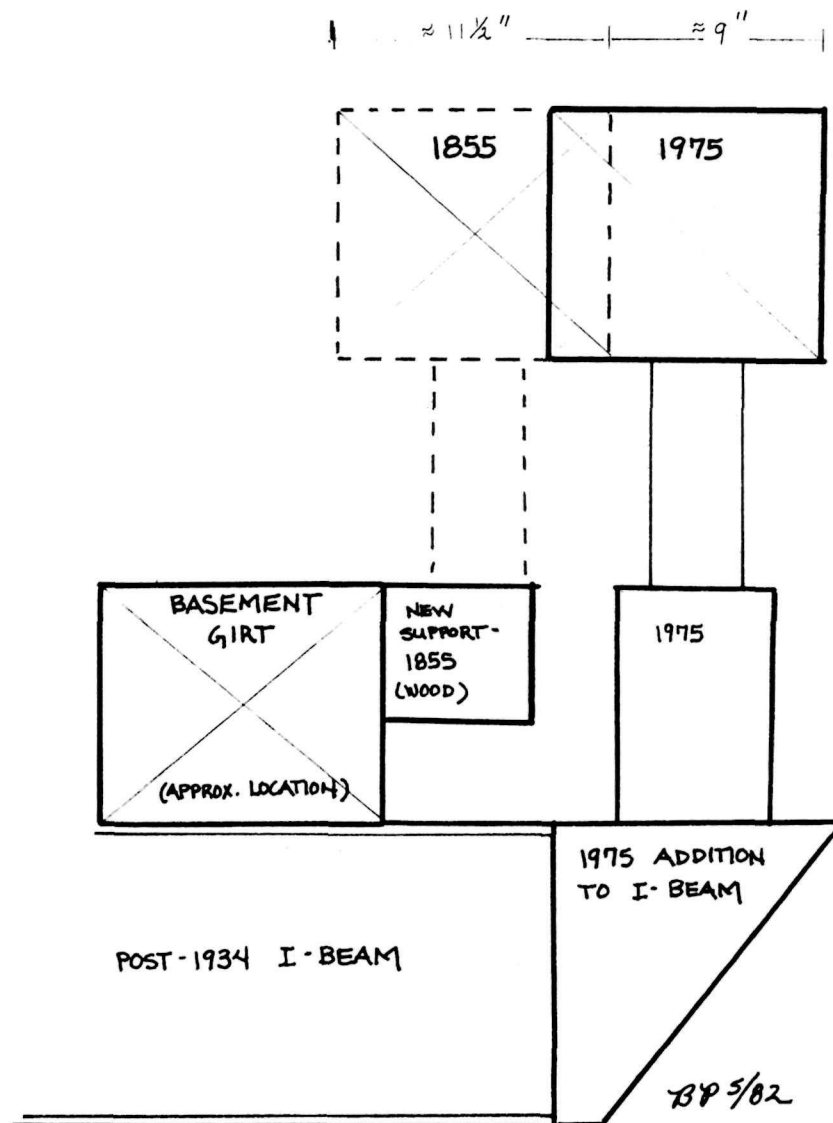 ≈ 11½" ≈ 9"
1855 1975
BASEMENT
GIRT
(APPROX. LOCATION)
NEW
SUPPORT-
1855
(WOOD)
1975
1975 ADDITION
TO I-BEAM
POST-1934 I-BEAM
BP 5/82